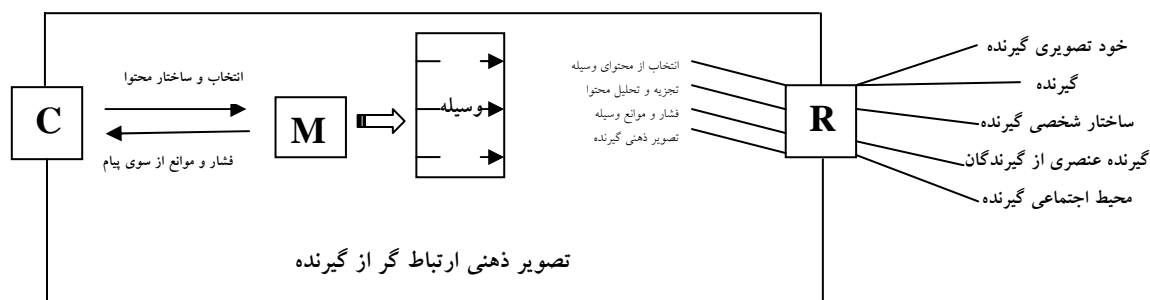 خود تصویری گیرنده
گیرنده
ساختار شخصی گیرنده
گیرنده عنصری از گیرندگان
محیط اجتماعی گیرنده
R
انتخاب از محتوای وسیله
تجزیه و تحلیل محتوا
فشار و موانع وسیله
تصویر ذهنی گیرنده
وسیله
M
انتخاب و ساختار محتوا
فشار و موانع از سوی پیام
C
تصویر ذهنی ارتباط گر از گیرنده